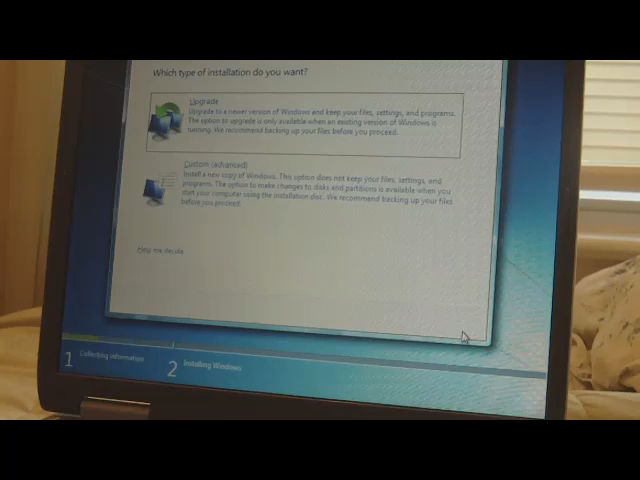 Which type of installation do you want?
Upgrade
Upgrade to a newer version of Windows and keep your files, settings, and programs.
The option to upgrade is only available when an existing version of Windows is
running. We recommend backing up your files before you proceed.
Custom (advanced)
Install a new copy of Windows. This option does not keep your files, settings, and
programs. The option to make changes to disks and partitions is available when you
start your computer using the installation disc. We recommend backing up your files
before you proceed.
Help me decide
1 Collecting information
2 Installing Windows